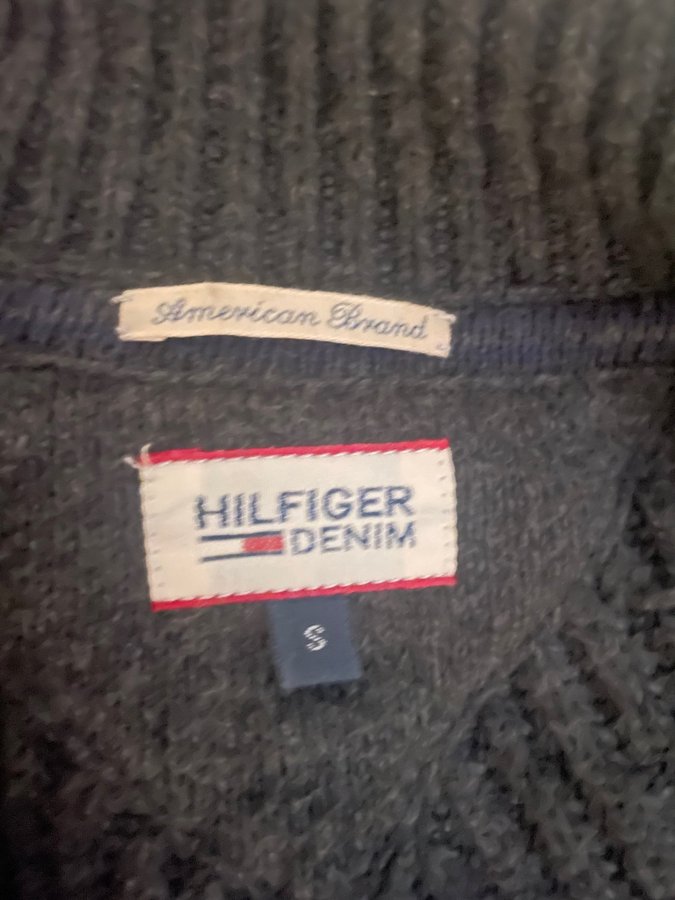 American Brand
HILFIGER
DENIM
S